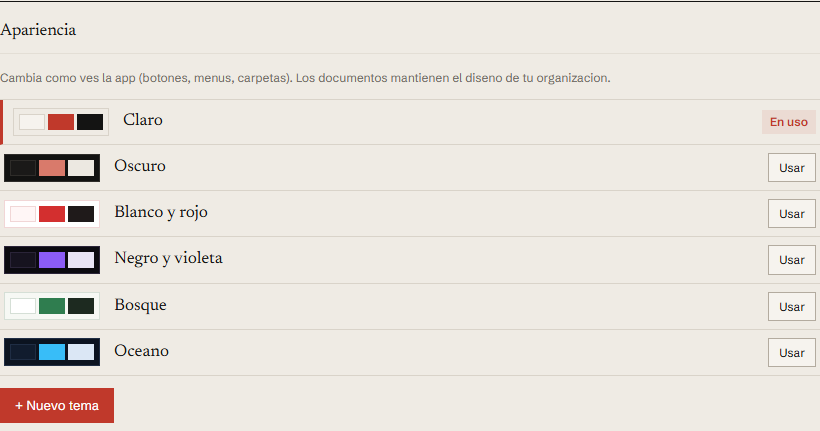 Apariencia
Cambia como ves la app (botones, menus, carpetas). Los documentos mantienen el diseno de tu organizacion.
Claro
En uso
Oscuro
Usar
Blanco y rojo
Usar
Negro y violeta
Usar
Bosque
Usar
Oceano
Usar
+ Nuevo tema